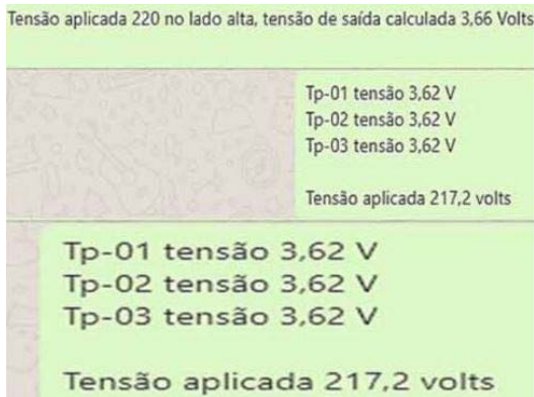 Tensão aplicada 220 no lado alta, tensão de saída calculada 3,66 Volts
Tp-01 tensão 3,62 V
Tp-02 tensão 3,62 V
Tp-03 tensão 3,62 V
Tensão aplicada 217,2 volts
Tp-01 tensão 3,62 V
Tp-02 tensão 3,62 V
Tp-03 tensão 3,62 V
Tensão aplicada 217,2 volts